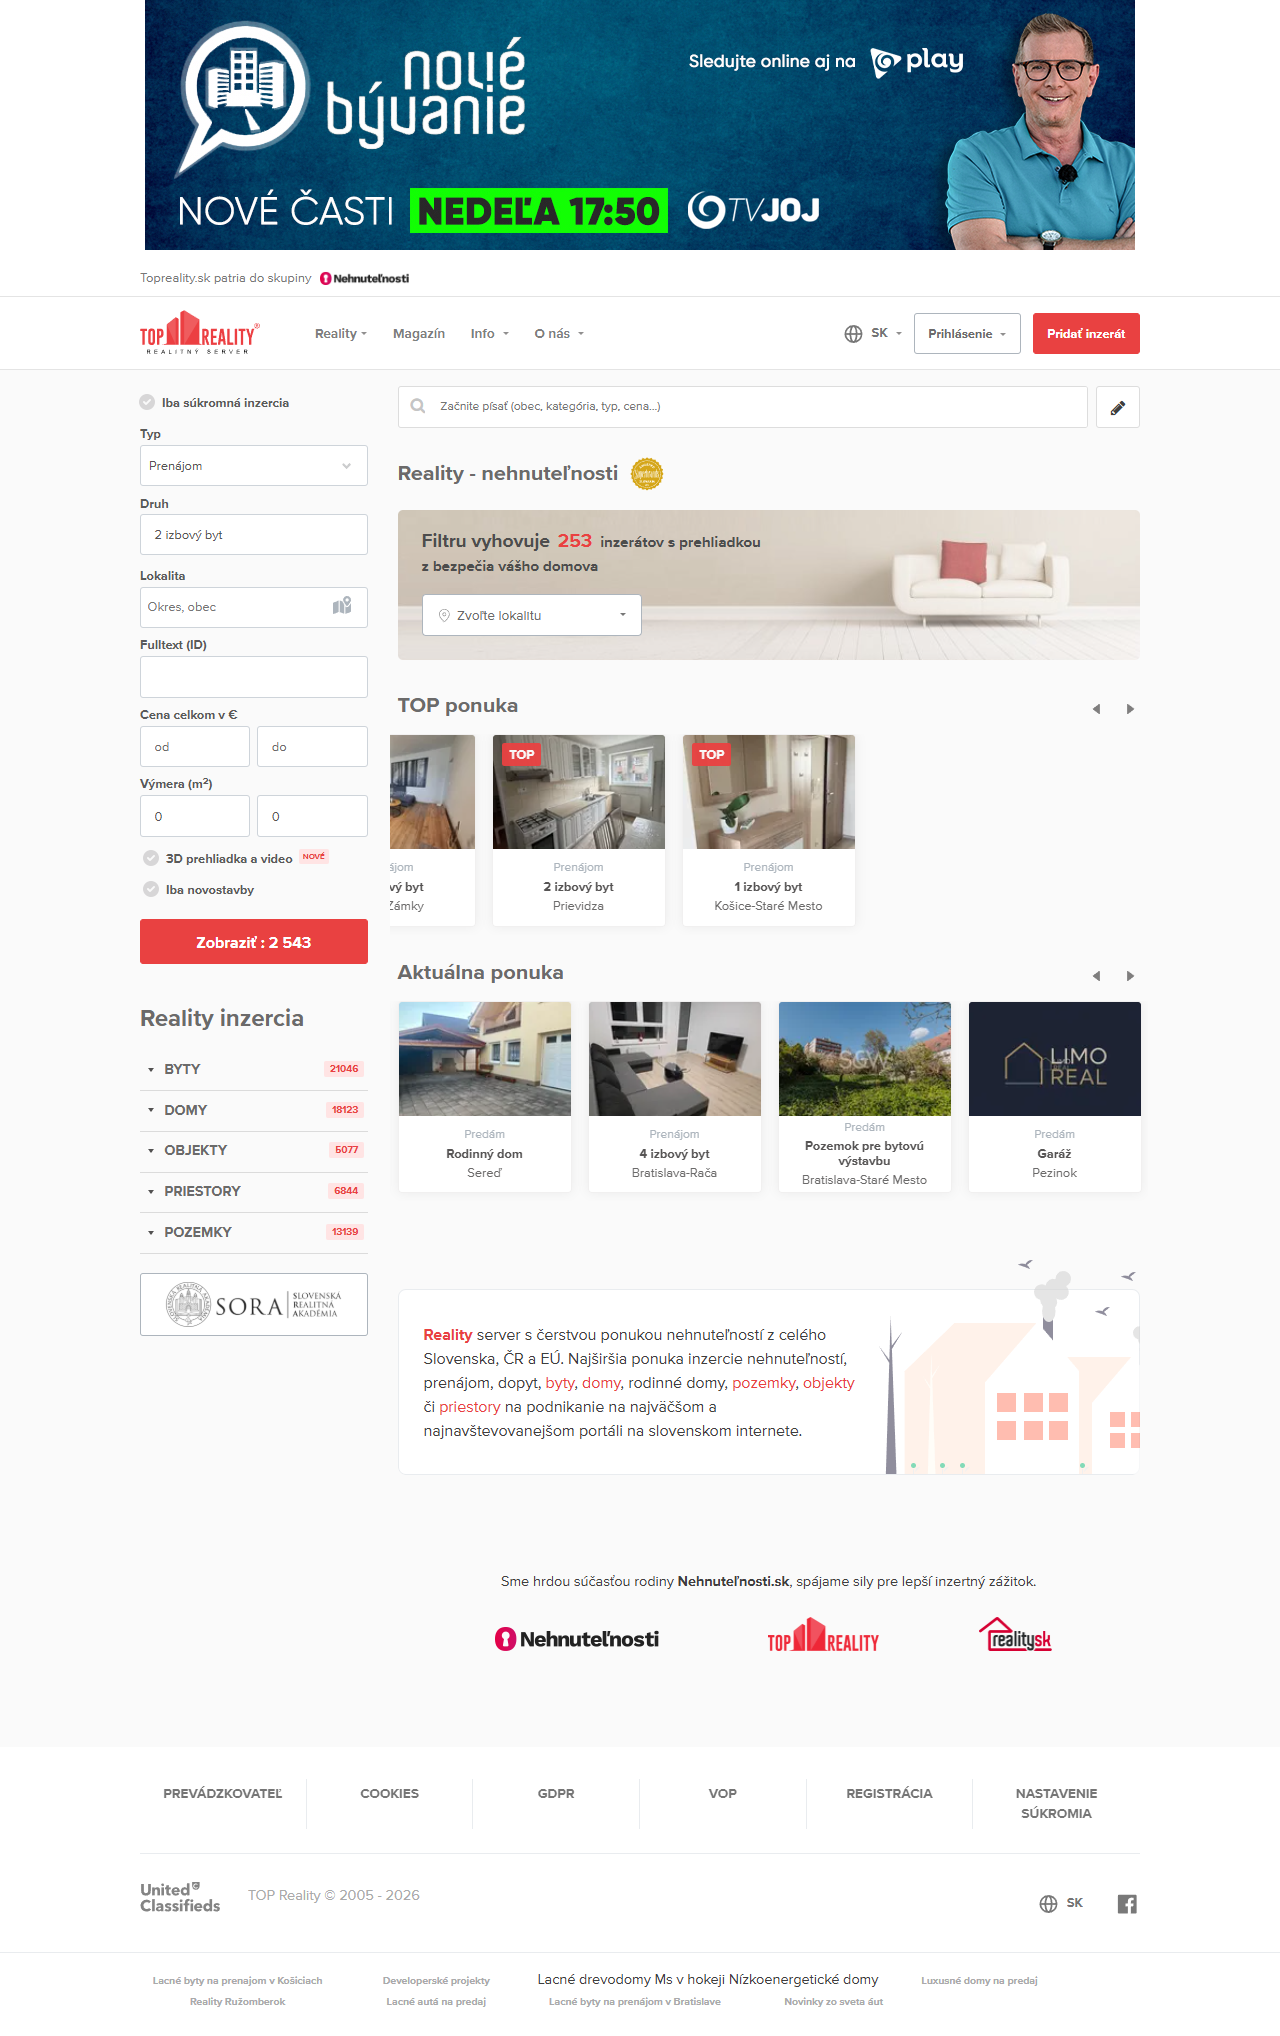 nové
bývanie
Sledujte online aj na play
NOVÉ ČASTI NEDEĽA 17:50 TV JOJ
Topreality.sk patria do skupiny Nehnuteľnosti
TOP REALITY®
REALITNÝ SERVER
Reality
Magazín
Info
O nás
SK
Prihlásenie
Pridať inzerát
Iba súkromná inzercia
Typ
Prenájom
Druh
2 izbový byt
Lokalita
Okres, obec
Fulltext (ID)
Cena celkom v €
od
do
Výmera (m²)
0
0
3D prehliadka a video NOVÉ
Iba novostavby
Zobraziť : 2 543
Reality inzercia
BYTY 21046
DOMY 18123
OBJEKTY 5077
PRIESTORY 6844
POZEMKY 13139
SORA SLOVENSKÁ
REALITNÁ
AKADÉMIA
Začnite písať (obec, kategória, typ, cena...)
Reality - nehnuteľnosti
Filtru vyhovuje 253 inzerátov s prehliadkou
z bezpečia vášho domova
Zvoľte lokalitu
TOP ponuka
ájom
vý byt
Zámky
TOP
Prenájom
2 izbový byt
Prievidza
TOP
Prenájom
1 izbový byt
Košice-Staré Mesto
Aktuálna ponuka
Predám
Rodinný dom
Sereď
Prenájom
4 izbový byt
Bratislava-Rača
Predám
Pozemok pre bytovú
výstavbu
Bratislava-Staré Mesto
LIMO
REAL
Predám
Garáž
Pezinok
Reality server s čerstvou ponukou nehnuteľností z celého
Slovenska, ČR a EÚ. Najširšia ponuka inzercie nehnuteľností,
prenájom, dopyt, byty, domy, rodinné domy, pozemky, objekty
či priestory na podnikanie na najväčšom a
najnavštevovanejšom portáli na slovenskom internete.
Sme hrdou súčasťou rodiny Nehnuteľnosti.sk, spájame sily pre lepší inzertný zážitok.
Nehnuteľnosti
TOP REALITY
realitysk
PREVÁDZKOVATEĽ
COOKIES
GDPR
VOP
REGISTRÁCIA
NASTAVENIE
SÚKROMIA
United
Classifieds
TOP Reality © 2005 - 2026
SK
Lacné byty na prenajom v Košiciach
Developerské projekty
Lacné drevodomy Ms v hokeji Nízkoenergetické domy
Luxusné domy na predaj
Reality Ružomberok
Lacné autá na predaj
Lacné byty na prenájom v Bratislave
Novinky zo sveta áut